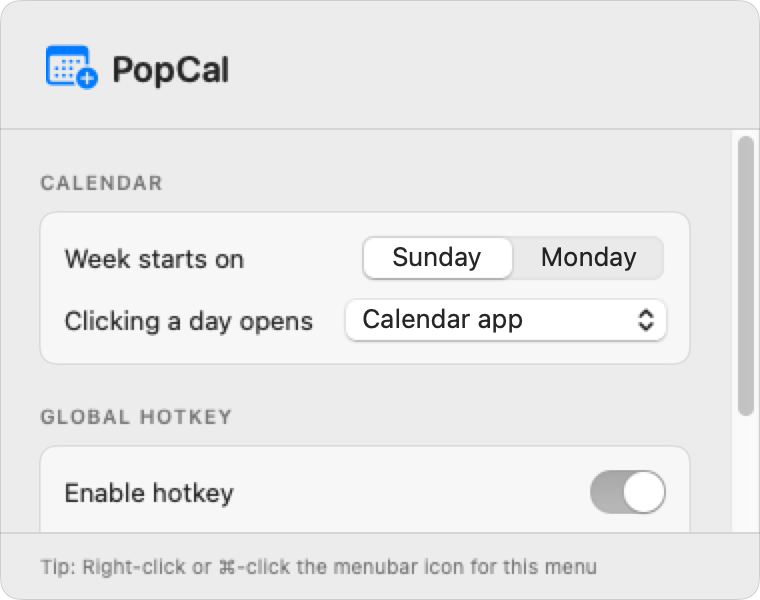 PopCal
CALENDAR
Week starts on
Sunday
Monday
Clicking a day opens
Calendar app
GLOBAL HOTKEY
Enable hotkey
Tip: Right-click or ⌘-click the menubar icon for this menu